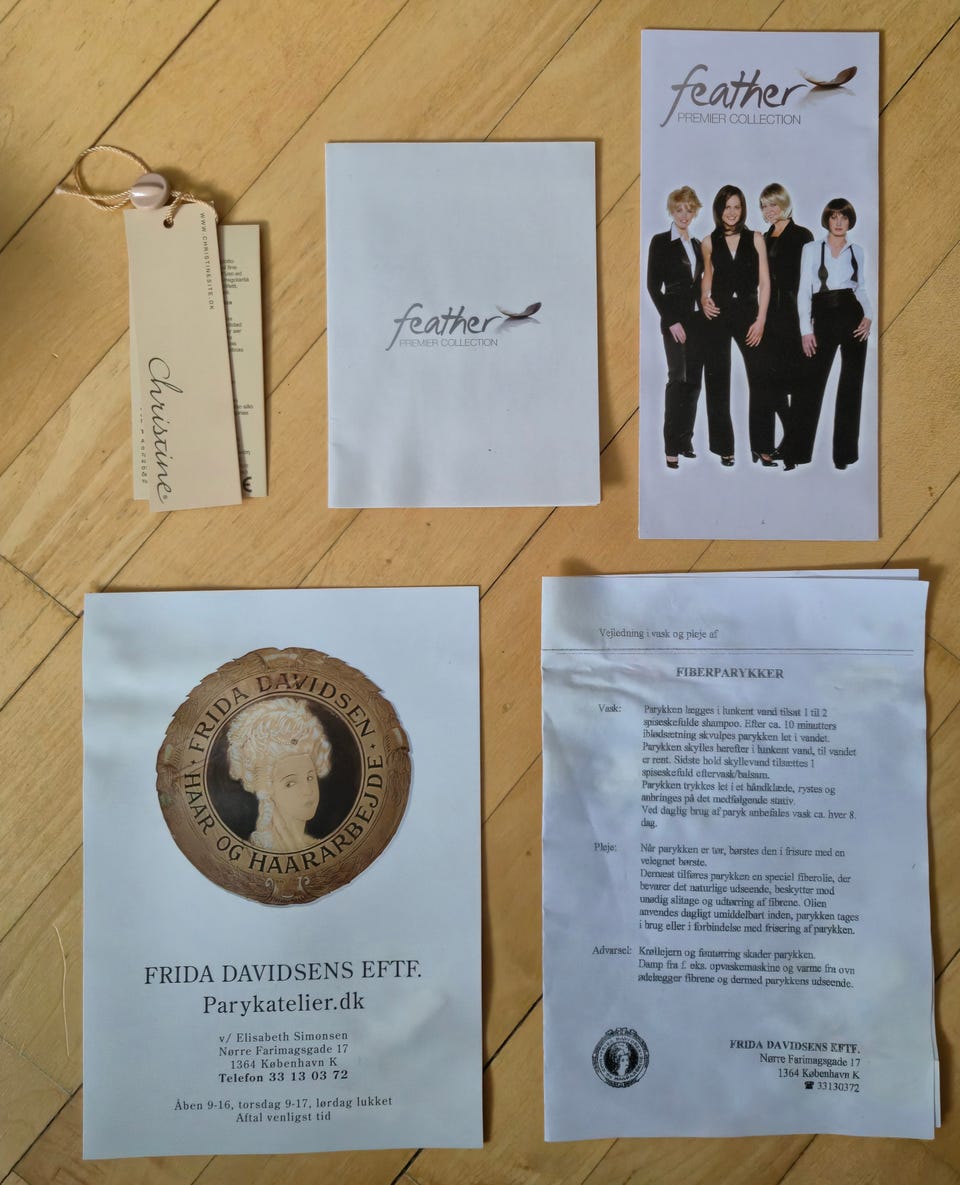 WWW.CHRISTINESITE.DK
Christine®
feather
PREMIER COLLECTION
feather
PREMIER COLLECTION
FRIDA DAVIDSEN
HAAR OG HAARARBEJDE
FRIDA DAVIDSENS EFTF.
Parykatelier.dk
v/ Elisabeth Simonsen
Nørre Farimagsgade 17
1364 København K
Telefon 33 13 03 72
Åben 9-16, torsdag 9-17, lørdag lukket
Aftal venligst tid
Vejledning i vask og pleje af
FIBERPARYKKER
Vask: Parykken lægges i lunkent vand tilsat 1 til 2
spiseskefulde shampoo. Efter ca. 10 minutters
iblødsætning skvulpes parykken let i vandet.
Parykken skylles herefter i lunkent vand, til vandet
er rent. Sidste hold skyllevand tilsættes 1
spiseskefuld eftervask/balsam.
Parykken trykkes let i et håndklæde, rystes og
anbringes på det medfølgende stativ.
Ved daglig brug af paryk anbefales vask ca. hver 8.
dag.
Pleje: Når parykken er tør, børstes den i frisure med en
velegnet børste.
Dernæst tilføres parykken en speciel fiberolie, der
bevarer det naturlige udseende, beskytter mod
unødig slitage og udtørring af fibrene. Olien
anvendes dagligt umiddelbart inden, parykken tages
i brug eller i forbindelse med frisering af parykken.
Advarsel: Krøllejern og føntørring skader parykken.
Damp fra f. eks. opvaskemaskine og varme fra ovn
ødelægger fibrene og dermed parykkens udseende.
FRIDA DAVIDSENS EFTF.
Nørre Farimagsgade 17
1364 København K
☎ 33130372